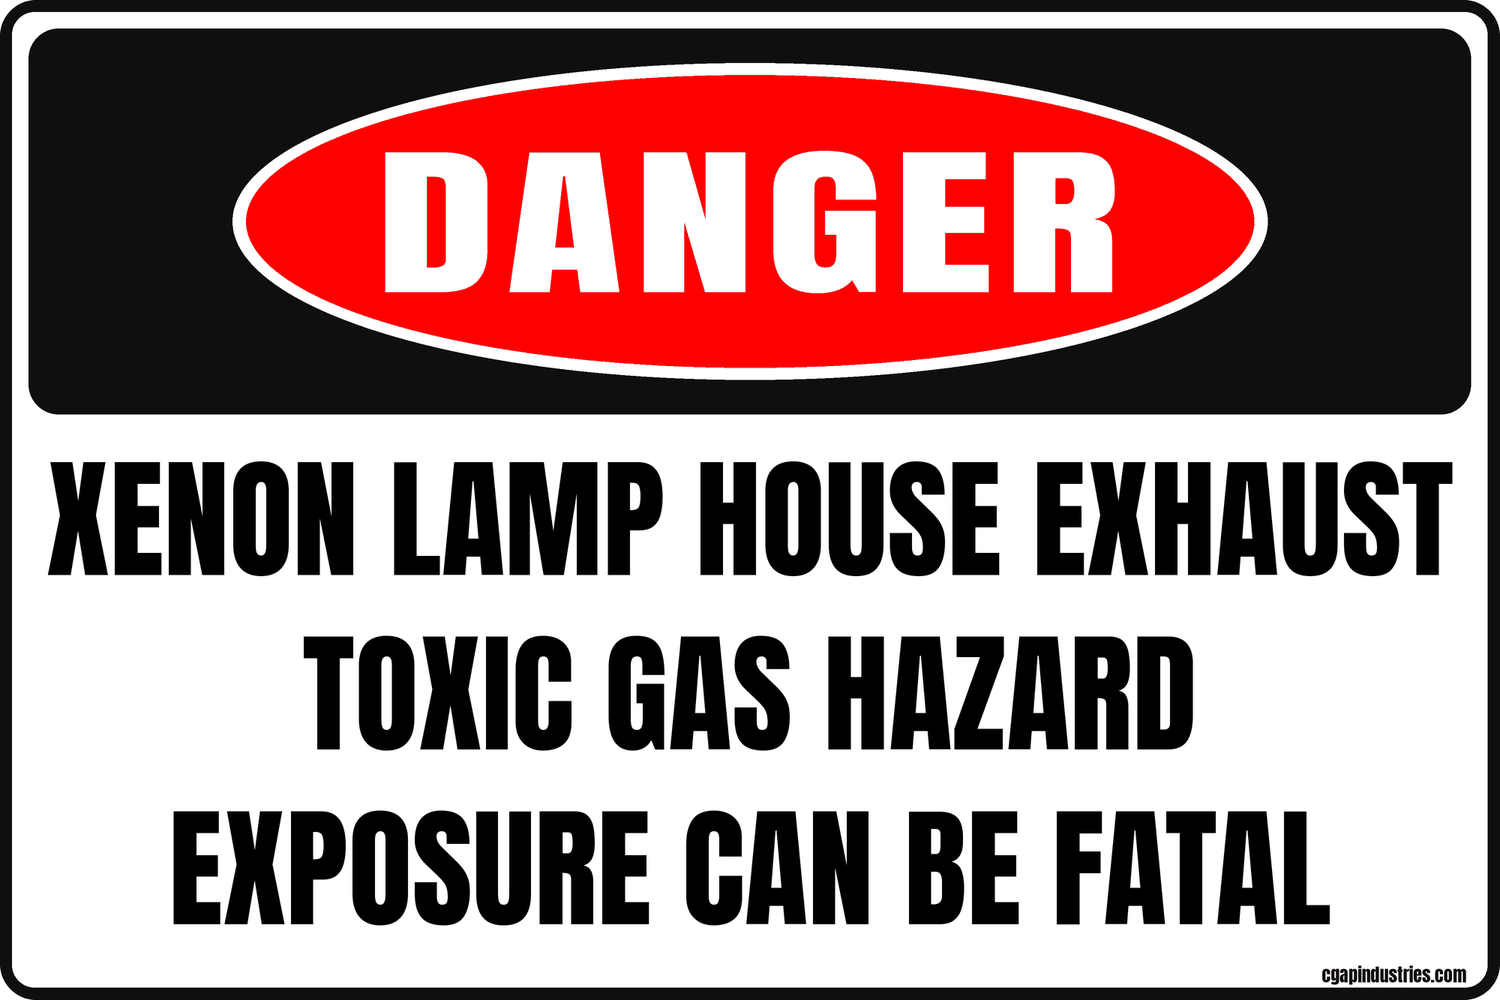 DANGER
XENON LAMP HOUSE EXHAUST
TOXIC GAS HAZARD
EXPOSURE CAN BE FATAL
cgapindustries.com